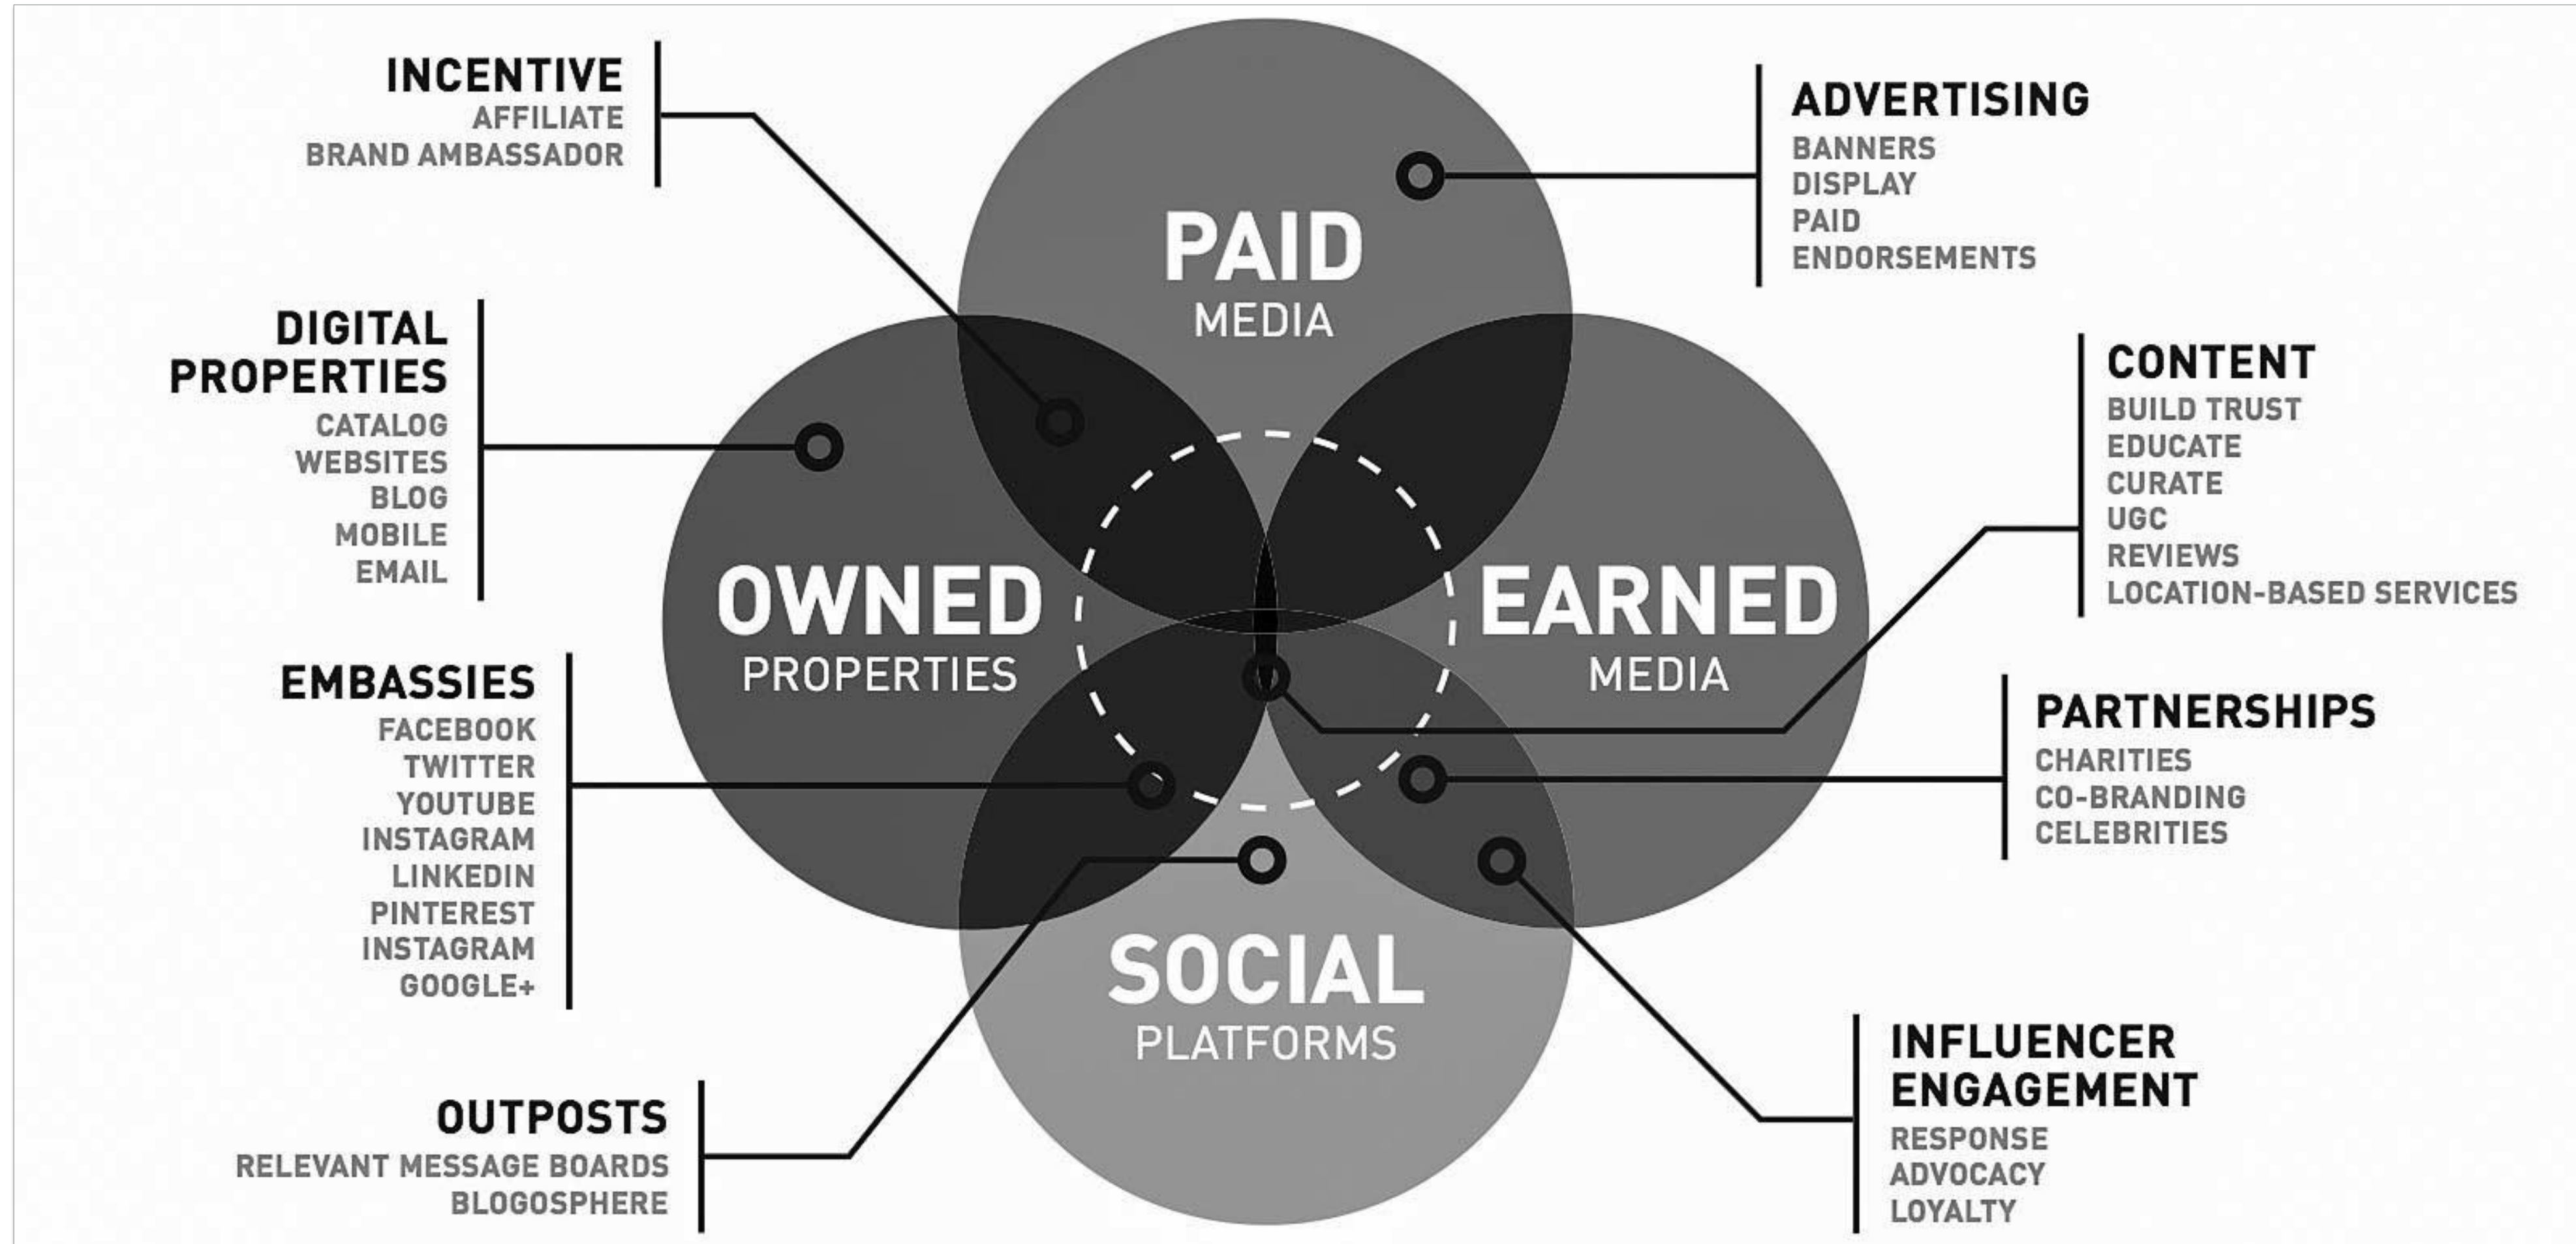 INCENTIVE
AFFILIATE
BRAND AMBASSADOR
DIGITAL
PROPERTIES
CATALOG
WEBSITES
BLOG
MOBILE
EMAIL
EMBASSIES
FACEBOOK
TWITTER
YOUTUBE
INSTAGRAM
LINKEDIN
PINTEREST
INSTAGRAM
GOOGLE+
OUTPOSTS
RELEVANT MESSAGE BOARDS
BLOGOSPHERE
PAID
MEDIA
OWNED
PROPERTIES
EARNED
MEDIA
SOCIAL
PLATFORMS
ADVERTISING
BANNERS
DISPLAY
PAID
ENDORSEMENTS
CONTENT
BUILD TRUST
EDUCATE
CURATE
UGC
REVIEWS
LOCATION-BASED SERVICES
PARTNERSHIPS
CHARITIES
CO-BRANDING
CELEBRITIES
INFLUENCER
ENGAGEMENT
RESPONSE
ADVOCACY
LOYALTY